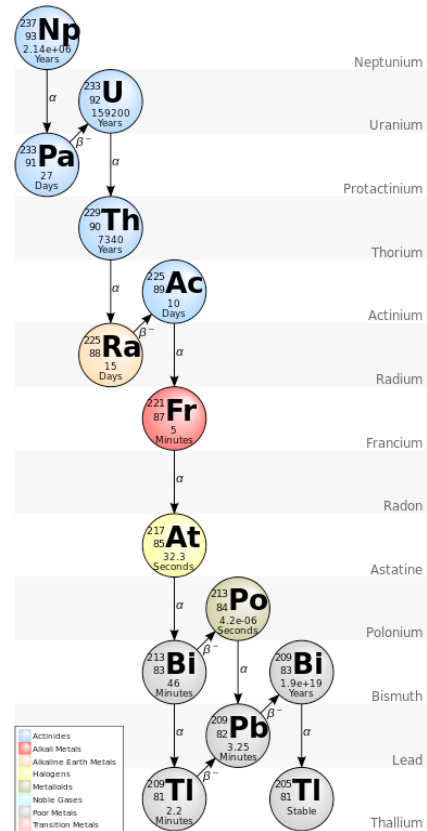 237
93
Np
2.14e+06
Years
Neptunium
α
233
92
U
159200
Years
Uranium
β⁻
233
91
Pa
27
Days
α
Protactinium
229
90
Th
7340
Years
Thorium
α
225
89
Ac
10
Days
Actinium
β⁻
225
88
Ra
15
Days
α
Radium
221
87
Fr
5
Minutes
Francium
α
Radon
217
85
At
32.3
Seconds
Astatine
α
213
84
Po
4.2e-06
Seconds
Polonium
β⁻
213
83
Bi
46
Minutes
α
209
83
Bi
1.9e+19
Years
Bismuth
β⁻
α
209
82
Pb
3.25
Minutes
α
Lead
β⁻
209
81
Tl
2.2
Minutes
205
81
Tl
Stable
Thallium
Actinides
Alkali Metals
Alkaline Earth Metals
Halogens
Metalloids
Noble Gases
Poor Metals
Transition Metals